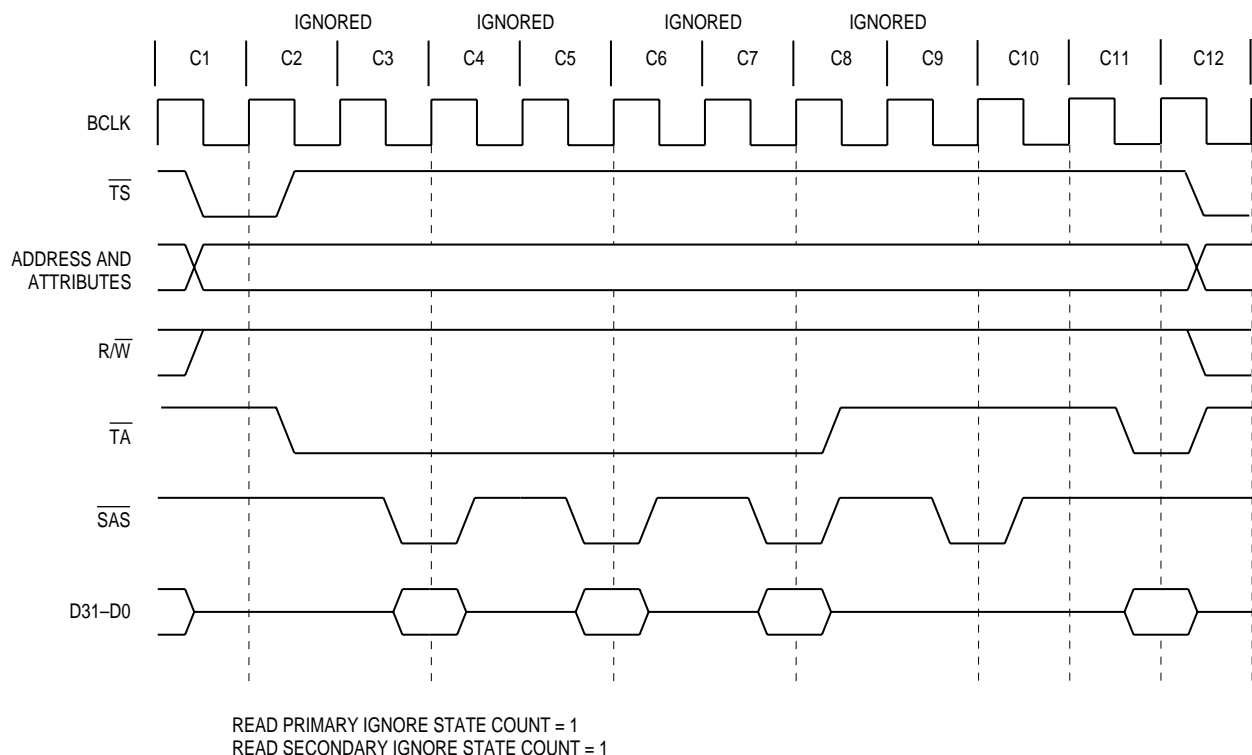 IGNORED IGNORED IGNORED IGNORED
C1 C2 C3 C4 C5 C6 C7 C8 C9 C10 C11 C12
BCLK
TS
ADDRESS AND
ATTRIBUTES
R/W
TA
SAS
D31–D0
READ PRIMARY IGNORE STATE COUNT = 1
READ SECONDARY IGNORE STATE COUNT = 1